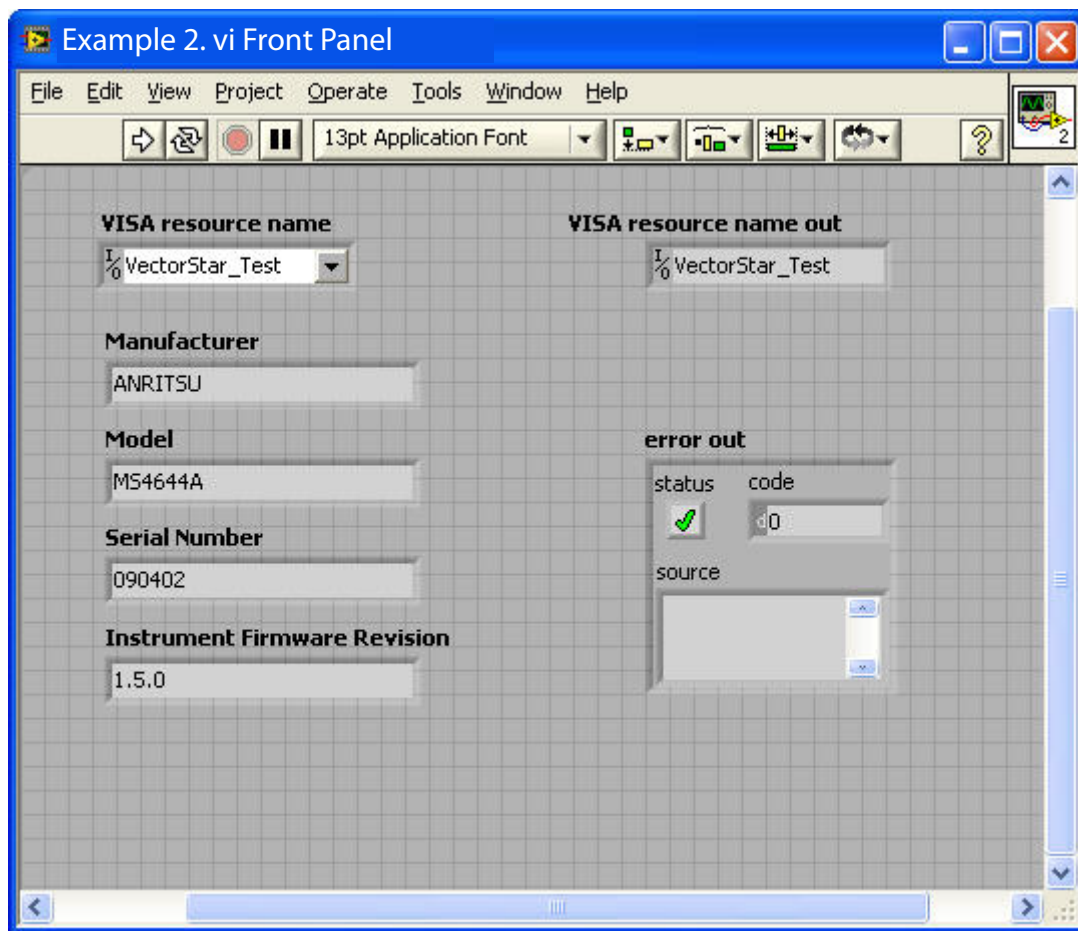 Example 2. vi Front Panel
File Edit View Project Operate Tools Window Help
13pt Application Font
2
VISA resource name
VISA resource name out
I/O VectorStar_Test
I/O VectorStar_Test
Manufacturer
ANRITSU
Model
MS4644A
Serial Number
090402
Instrument Firmware Revision
1.5.0
error out
status code
d0
source